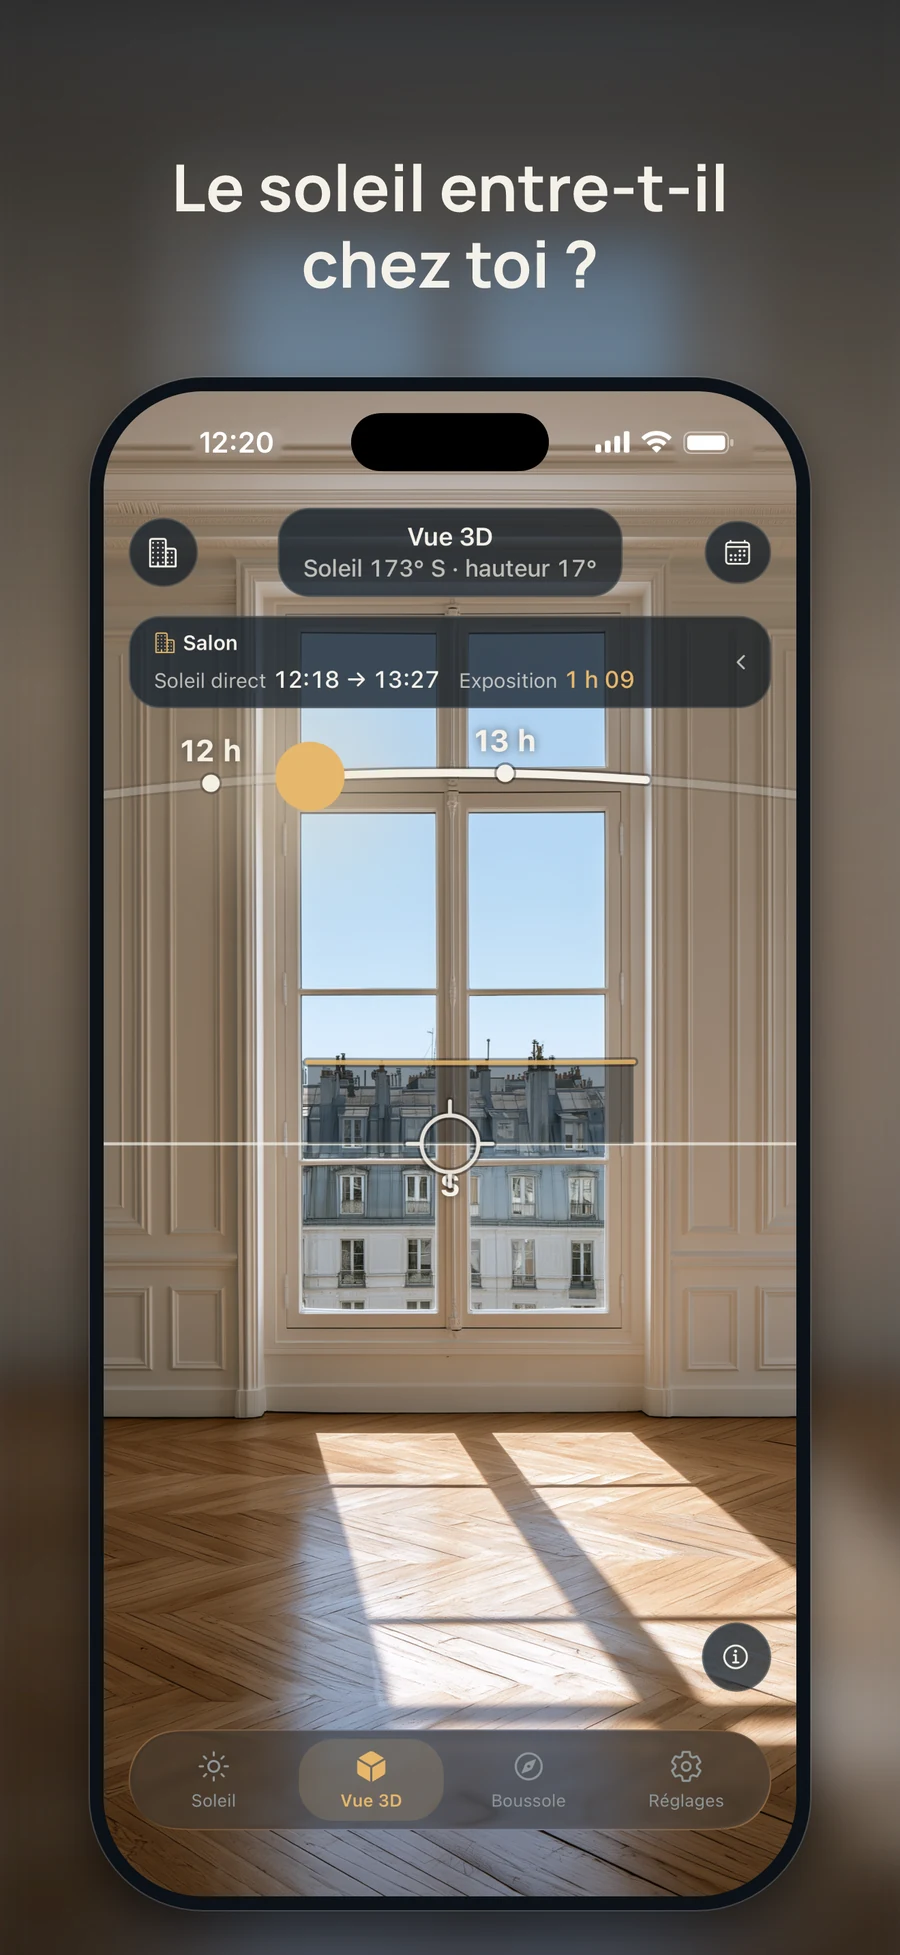 Le soleil entre-t-il
chez toi ?
12:20
Vue 3D
Soleil 173° S · hauteur 17°
Salon
Soleil direct 12:18 → 13:27 Exposition 1 h 09
12 h
13 h
S
Soleil
Vue 3D
Boussole
Réglages